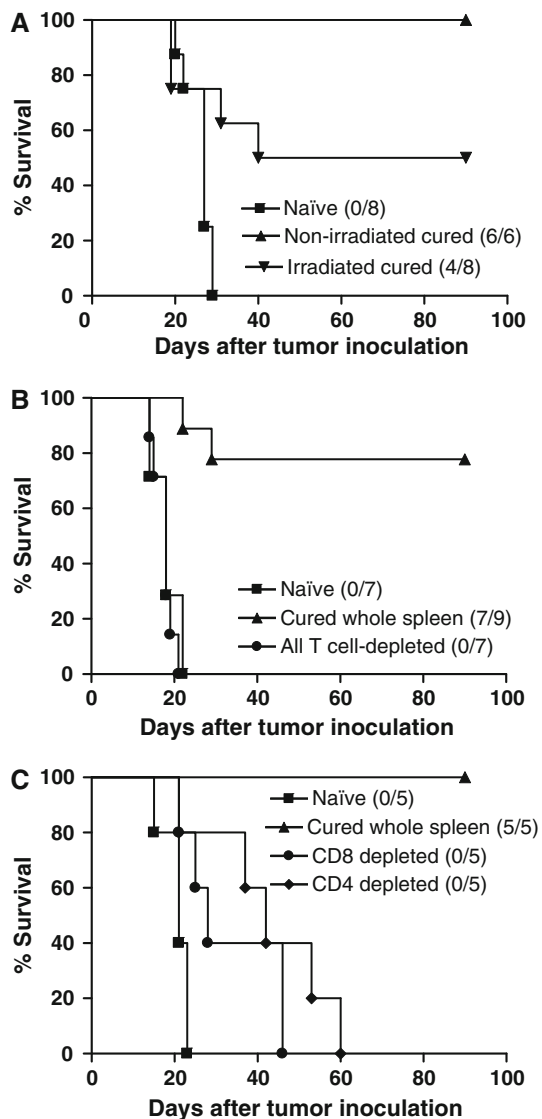 A
% Survival
100
80
60
40
20
0
Naïve (0/8)
Non-irradiated cured (6/6)
Irradiated cured (4/8)
0 20 40 60 80 100
Days after tumor inoculation
B
% Survival
100
80
60
40
20
0
Naïve (0/7)
Cured whole spleen (7/9)
All T cell-depleted (0/7)
0 20 40 60 80 100
Days after tumor inoculation
C
% Survival
100
80
60
40
20
0
Naïve (0/5)
Cured whole spleen (5/5)
CD8 depleted (0/5)
CD4 depleted (0/5)
0 20 40 60 80 100
Days after tumor inoculation